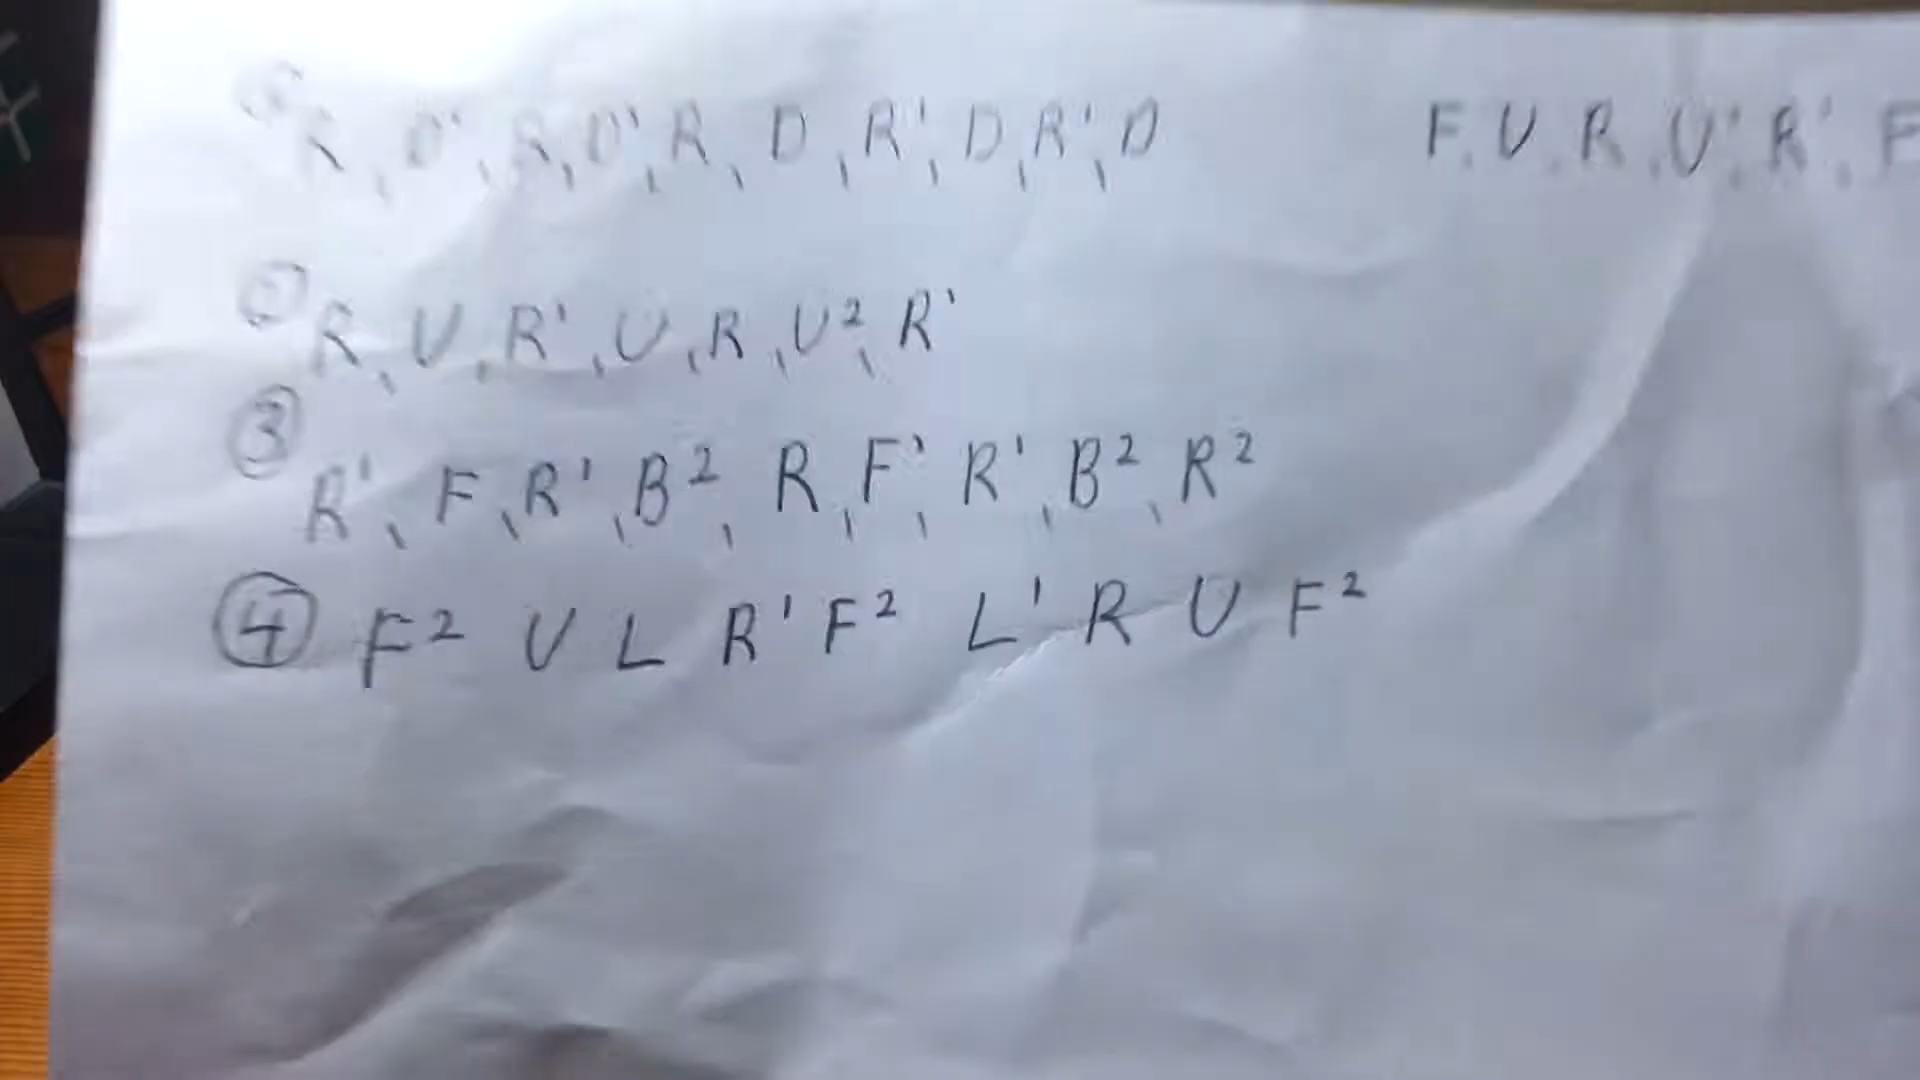 R、D'、R、D'、R、D、R'、D、R'、D F、U、R、U'、R'、F
② R、U、R'、U、R、U²、R'
③ R'、F、R'、B²、R、F'、R'、B²、R²
④ F² U L R' F² L' R U F²